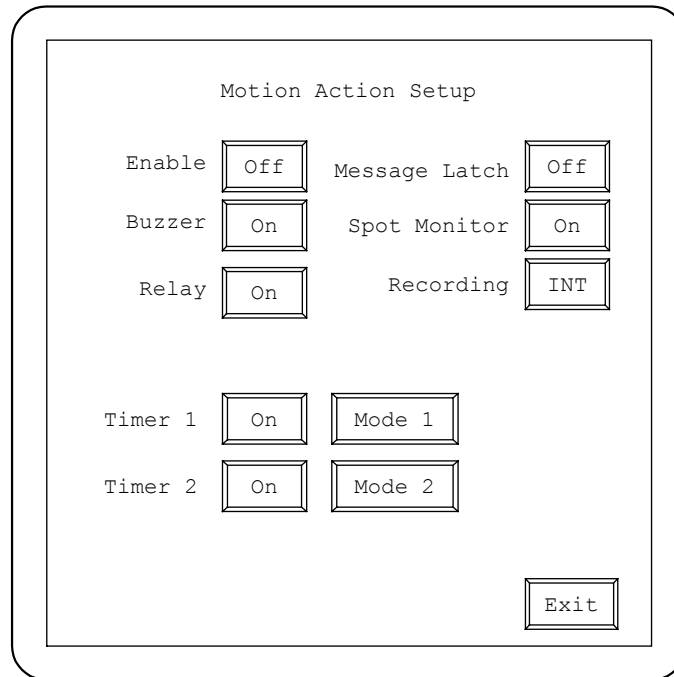 Motion Action Setup
Enable Off Message Latch Off
Buzzer On Spot Monitor On
Relay On Recording INT
Timer 1 On Mode 1
Timer 2 On Mode 2
Exit